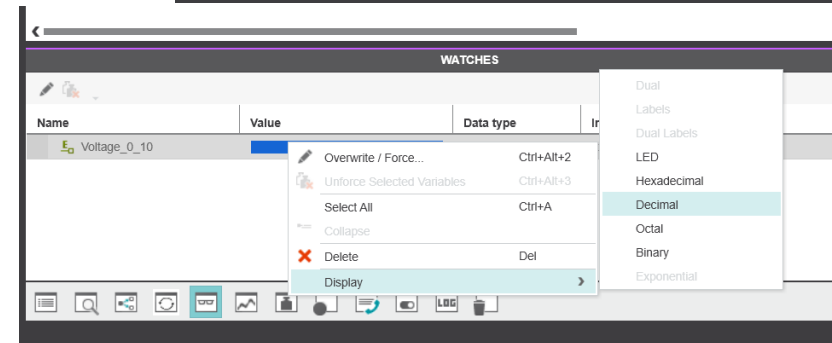 WATCHES
Name Value Data type
Voltage_0_10
Overwrite / Force... Ctrl+Alt+2
Unforce Selected Variables Ctrl+Alt+3
Select All Ctrl+A
Collapse
Delete Del
Display
Dual
Labels
Dual Labels
LED
Hexadecimal
Decimal
Octal
Binary
Exponential
LOG